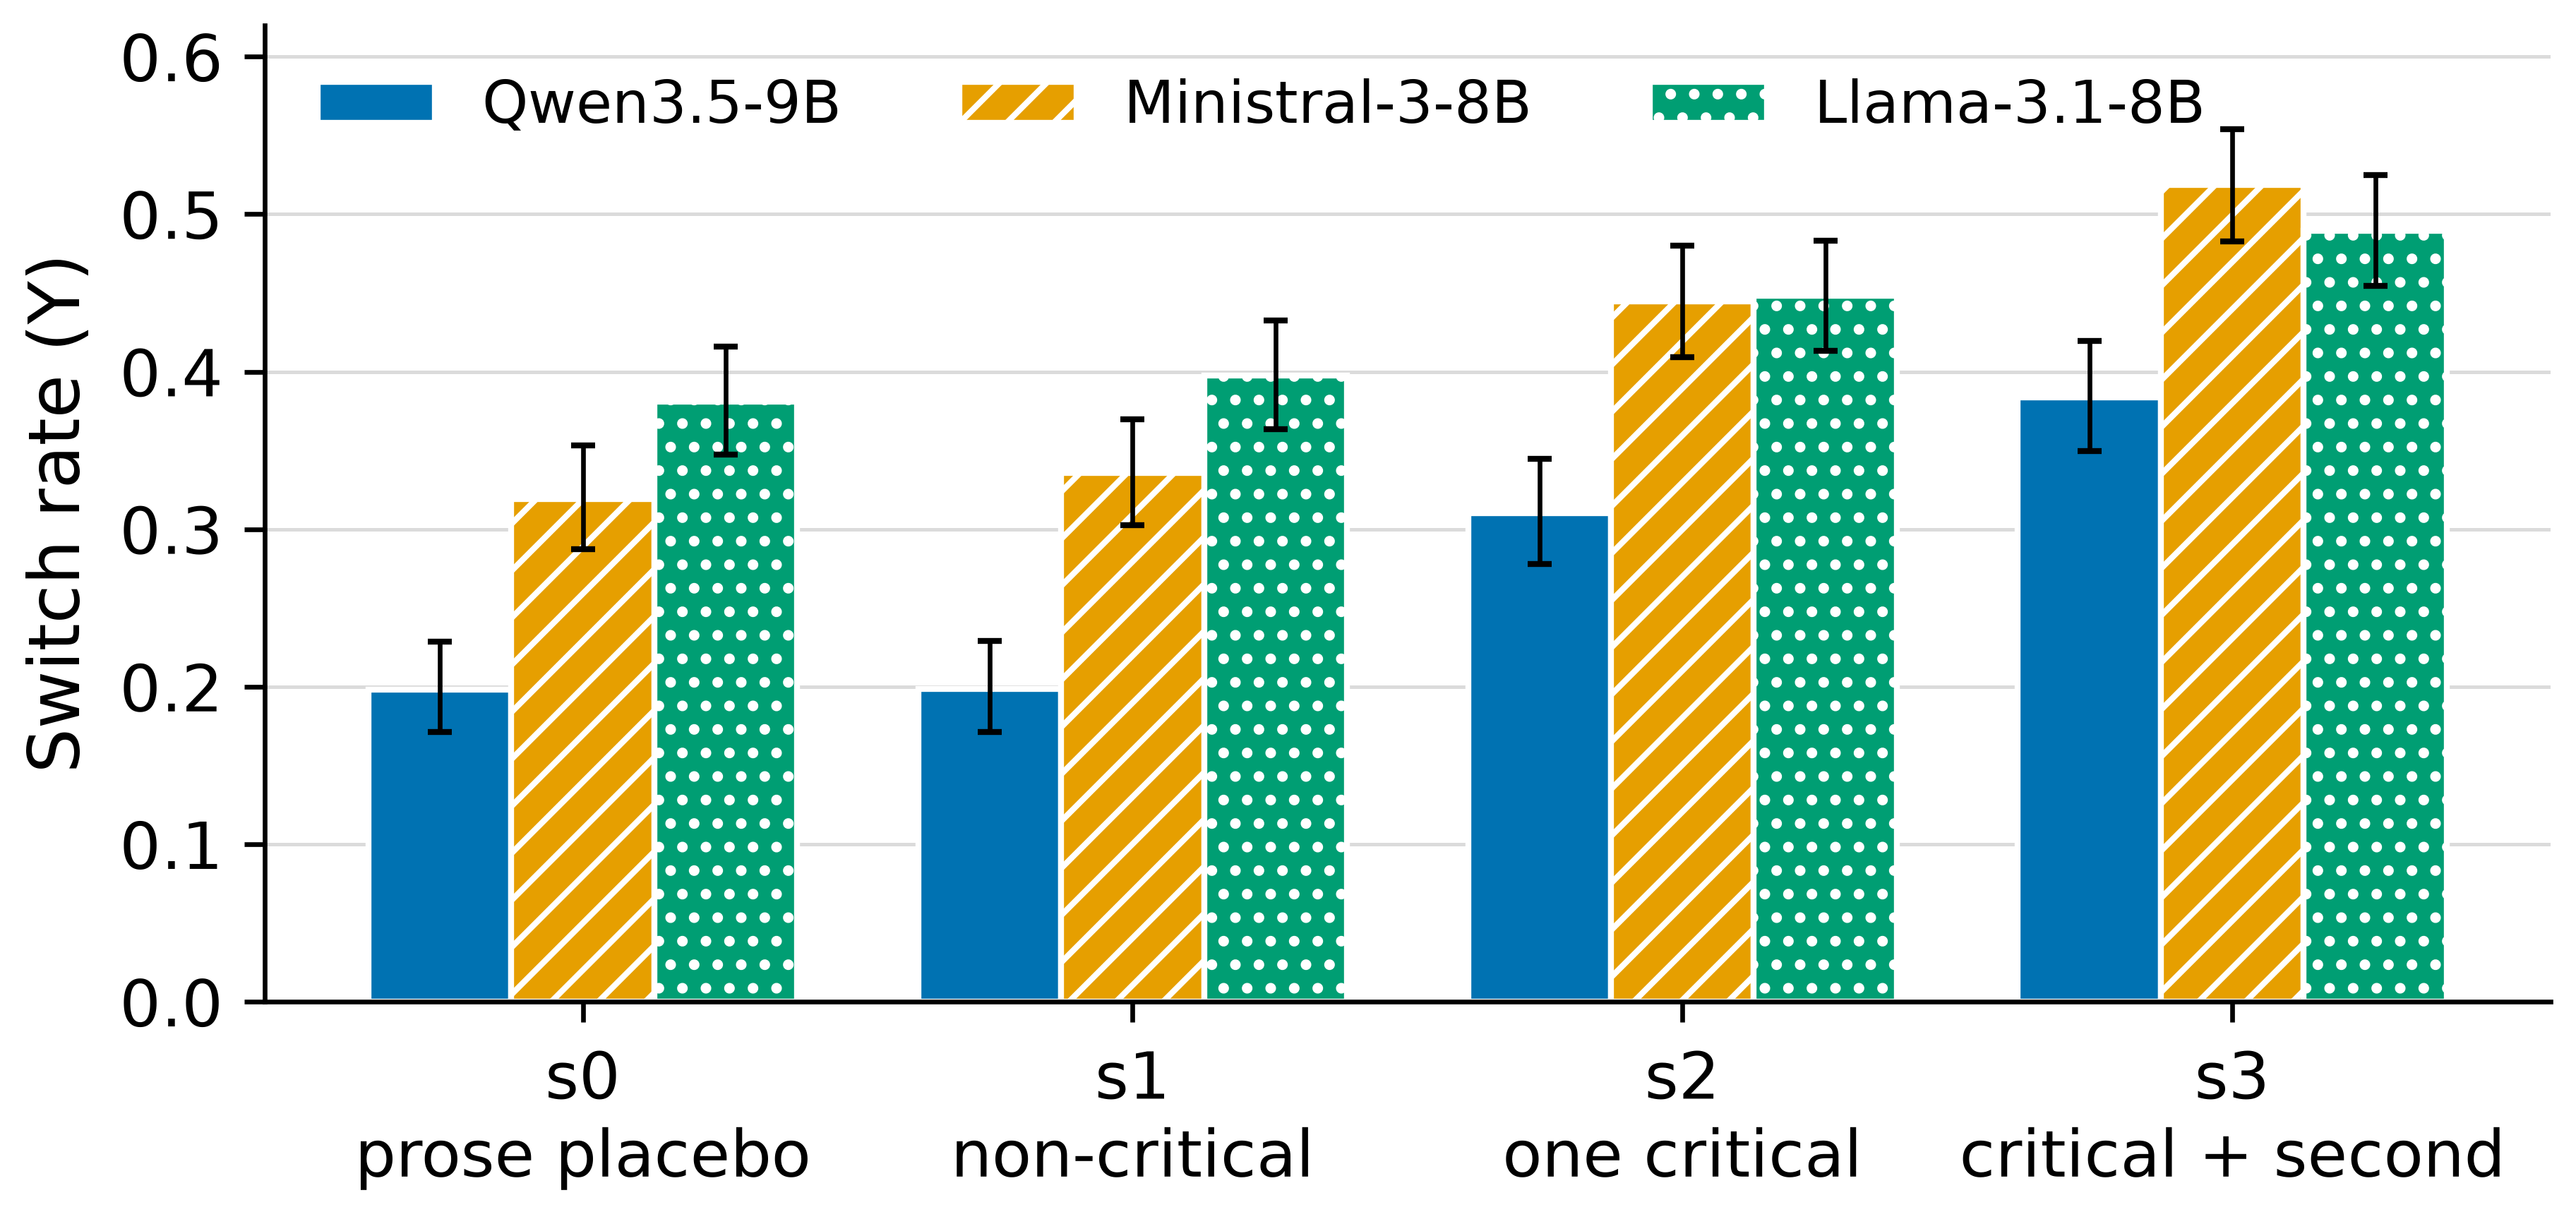 Switch rate (Y)
0.6
0.5
0.4
0.3
0.2
0.1
0.0
Qwen3.5-9B
Ministral-3-8B
Llama-3.1-8B
s0
prose placebo
s1
non-critical
s2
one critical
s3
critical + second